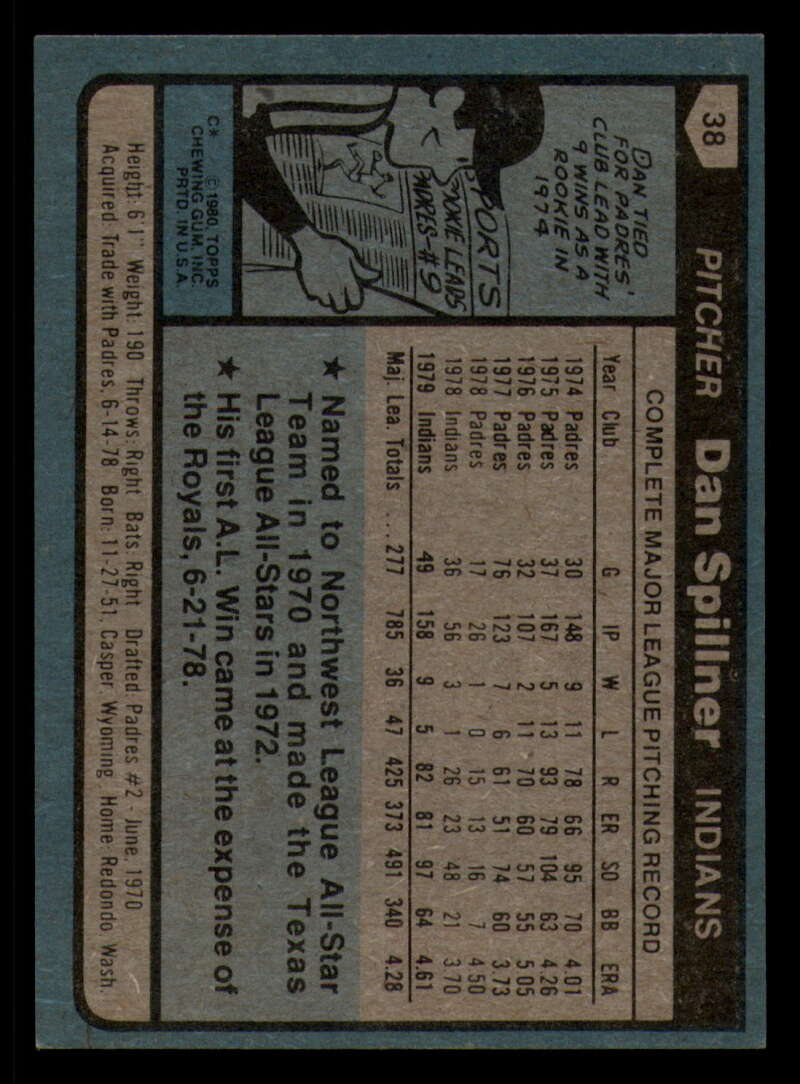 38
PITCHER Dan Spillner INDIANS
DAN TIED
FOR PADRES'
CLUB LEAD WITH
9 WINS AS A
ROOKIE IN
1974
SPORTS
ROOKIE LEADS
PADRES-#9
C* ©1980, TOPPS
CHEWING GUM, INC.
PRTD. IN U.S.A.
COMPLETE MAJOR LEAGUE PITCHING RECORD
Year Club G IP W L R ER SO BB ERA
1974 Padres 30 148 9 11 78 66 95 70 4.01
1975 Padres 37 167 5 13 93 79 104 63 4.26
1976 Padres 32 107 2 11 70 60 57 55 5.05
1977 Padres 76 123 7 6 61 51 74 60 3.73
1978 Padres 17 26 1 0 15 13 16 7 4.50
1978 Indians 36 56 3 1 26 23 48 21 3.70
1979 Indians 49 158 9 5 82 81 97 64 4.61
Maj. Lea. Totals ...277 785 36 47 425 373 491 340 4.28
★ Named to Northwest League All-Star
Team in 1970 and made the Texas
League All-Stars in 1972.
★ His first A.L. Win came at the expense of
the Royals, 6-21-78.
Height: 6'1" Weight: 190 Throws: Right Bats: Right Drafted: Padres #2 - June, 1970
Acquired: Trade with Padres, 6-14-78 Born: 11-27-51, Casper, Wyoming Home: Redondo, Wash.